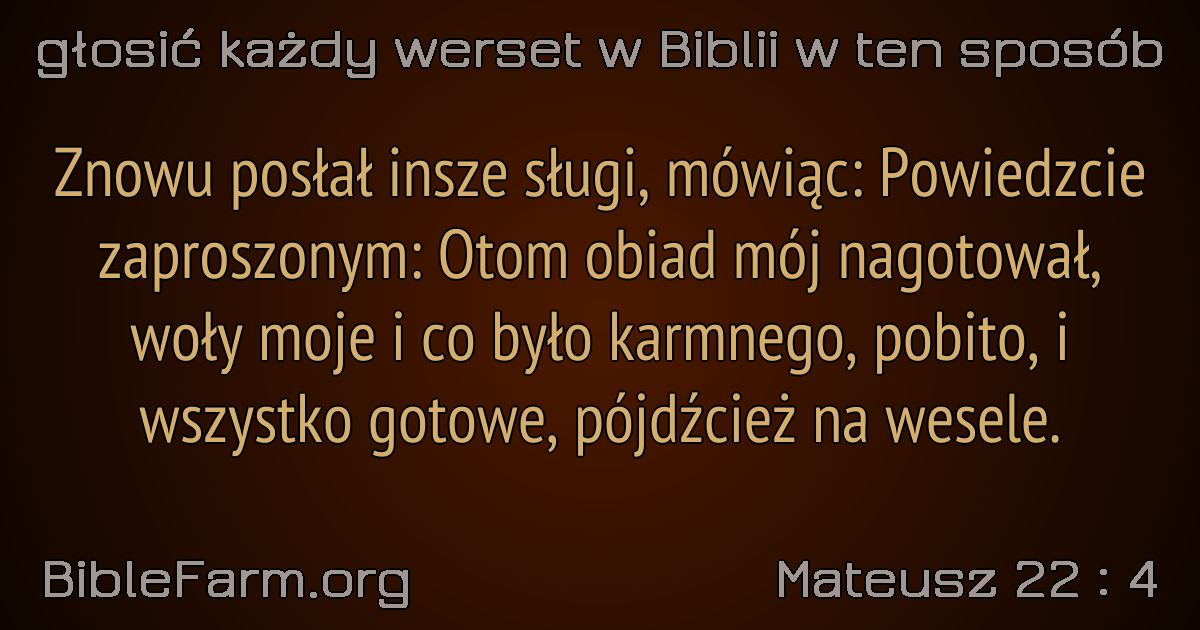 głosić każdy werset w Biblii w ten sposób
Znowu posłał insze sługi, mówiąc: Powiedzcie
zaproszonym: Otom obiad mój nagotował,
woły moje i co było karmnego, pobito, i
wszystko gotowe, pójdźcież na wesele.
BibleFarm.org
Mateusz 22 : 4